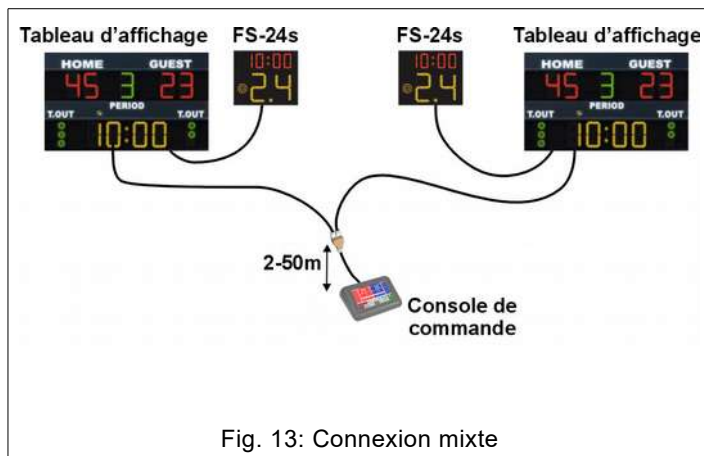 Tableau d'affichage FS-24s FS-24s Tableau d'affichage
HOME GUEST
45 3 23
PERIOD
T.OUT T.OUT
10:00
10:00
2.4
10:00
2.4
HOME GUEST
45 3 23
PERIOD
T.OUT T.OUT
10:00
2-50m
Console de
commande
Fig. 13: Connexion mixte